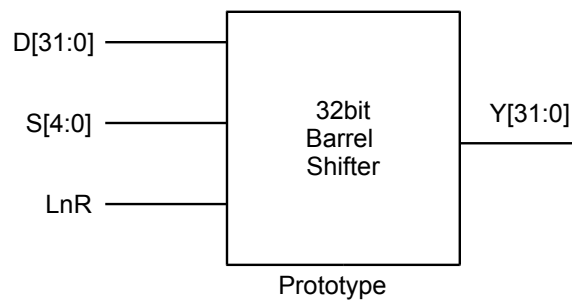 D[31:0]
S[4:0]
LnR
32bit
Barrel
Shifter
Y[31:0]
Prototype